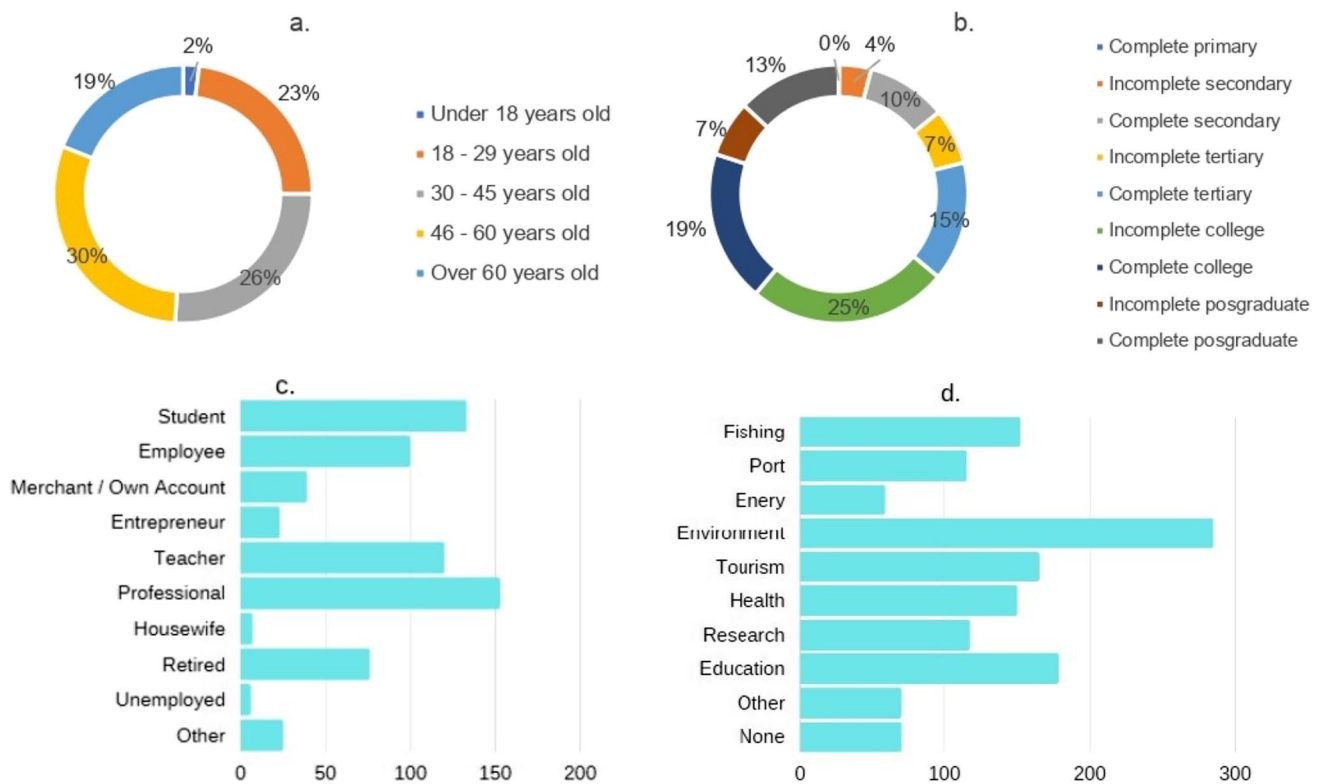 a.
2%
23%
26%
30%
19%
Under 18 years old
18 - 29 years old
30 - 45 years old
46 - 60 years old
Over 60 years old
b.
0%
4%
10%
7%
15%
25%
19%
7%
13%
Complete primary
Incomplete secondary
Complete secondary
Incomplete tertiary
Complete tertiary
Incomplete college
Complete college
Incomplete posgraduate
Complete posgraduate
c.
Student
Employee
Merchant / Own Account
Entrepreneur
Teacher
Professional
Housewife
Retired
Unemployed
Other
0 50 100 150 200
d.
Fishing
Port
Enery
Environment
Tourism
Health
Research
Education
Other
None
0 100 200 300